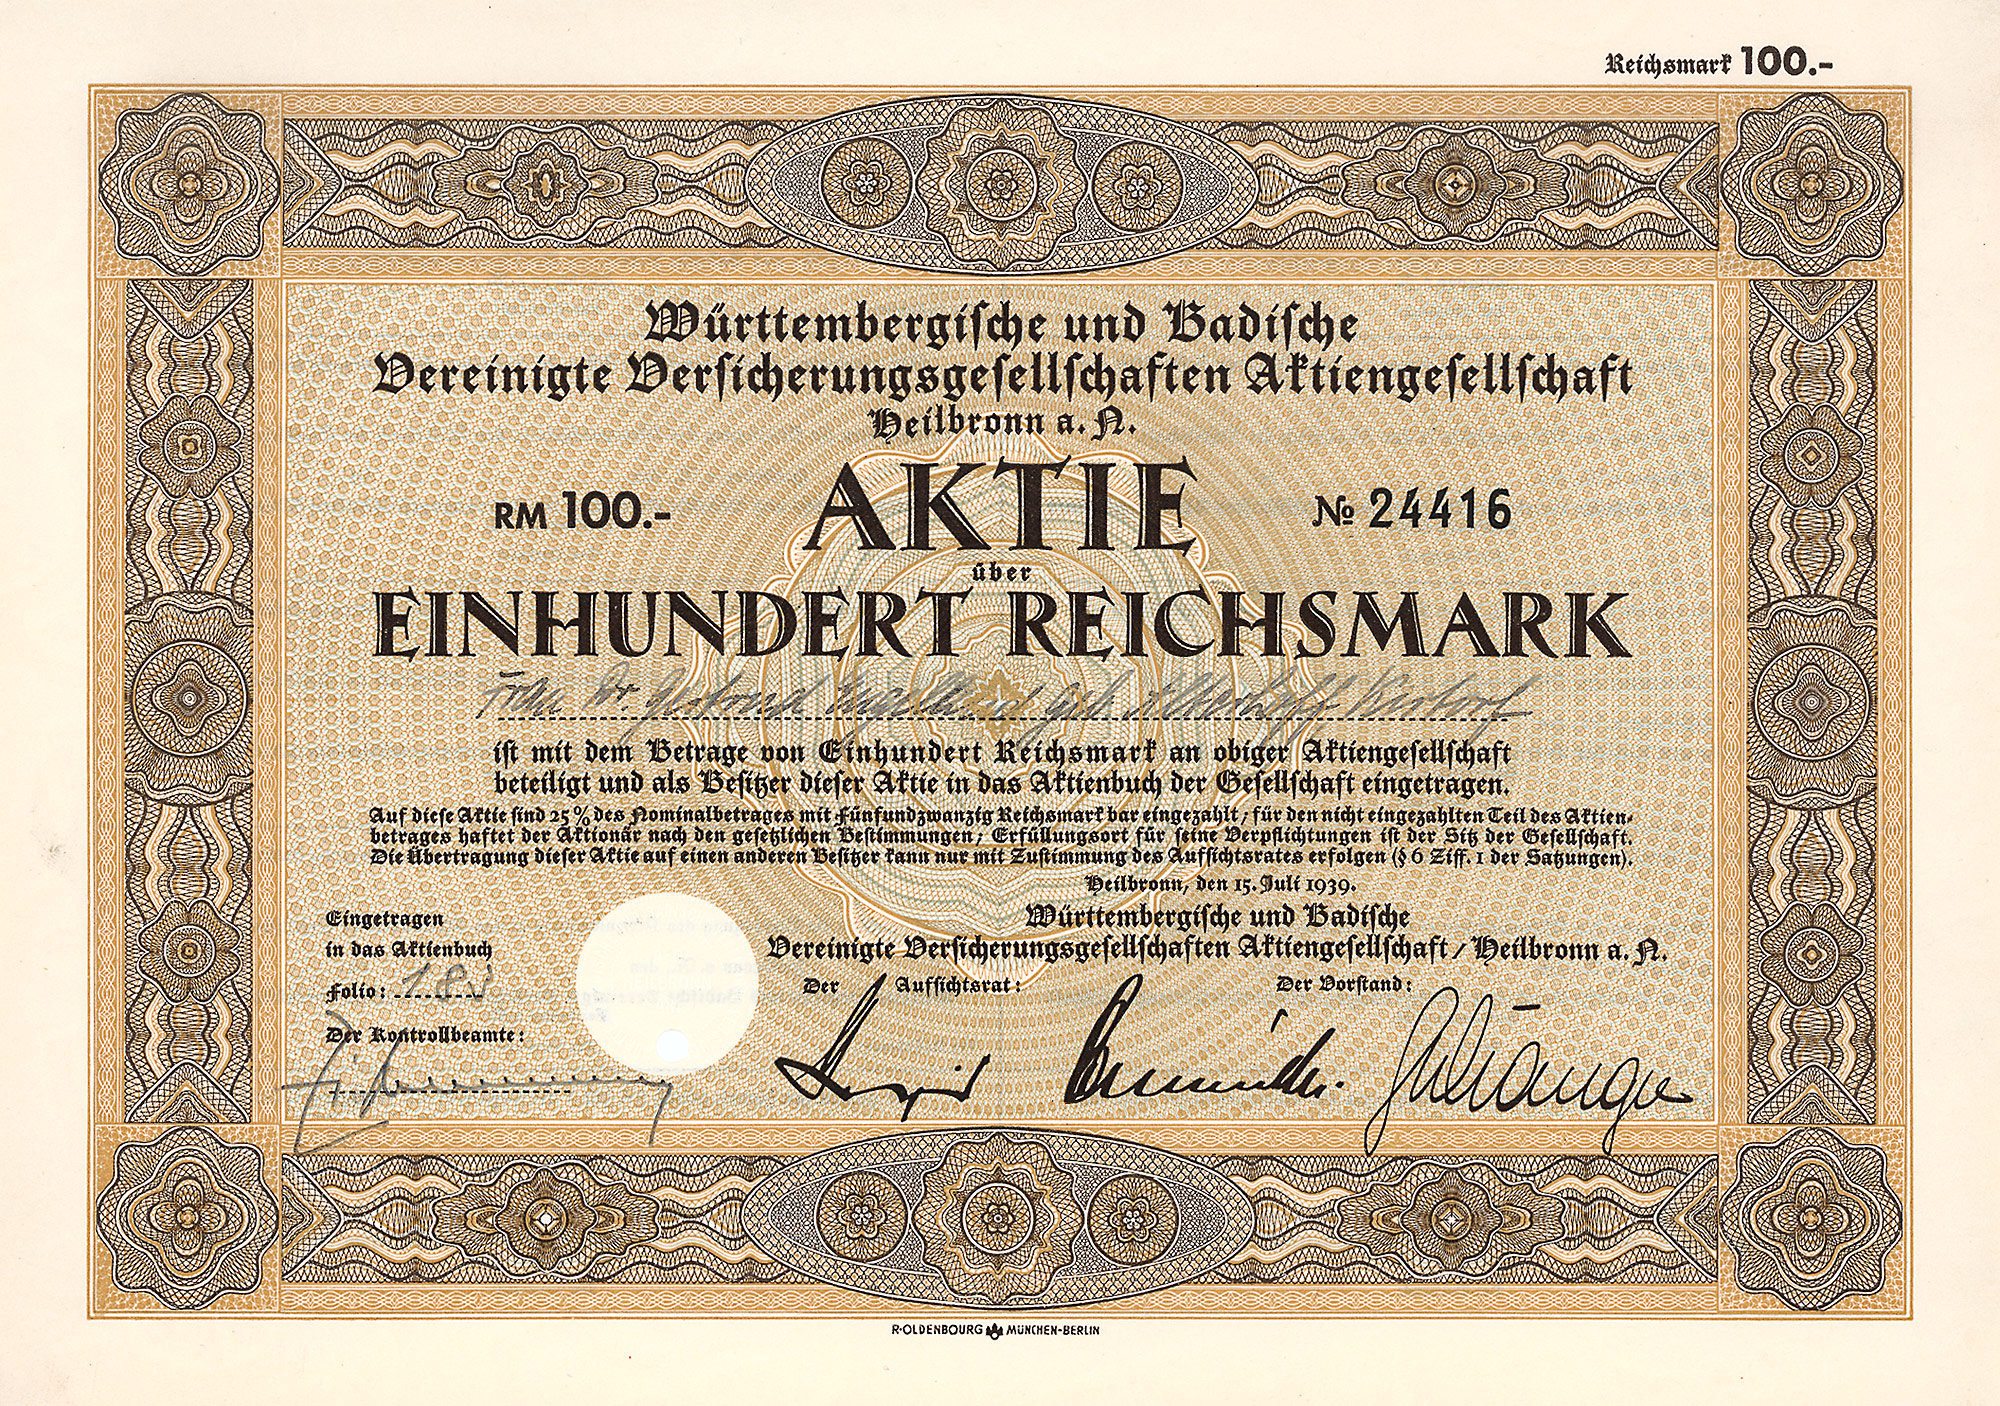 Reichsmark 100.-
Württembergische und Badische
Vereinigte Versicherungsgesellschaften Aktiengesellschaft
Heilbronn a. N.
RM 100.- AKTIE № 24416
über
EINHUNDERT REICHSMARK
Frau Dr. geb.
ist mit dem Betrage von Einhundert Reichsmark an obiger Aktiengesellschaft
beteiligt und als Besitzer dieser Aktie in das Aktienbuch der Gesellschaft eingetragen.
Auf diese Aktie sind 25% des Nominalbetrages mit Fünfundzwanzig Reichsmark bar eingezahlt, für den nicht eingezahlten Teil des Aktien-
betrages haftet der Aktionär nach den gesetzlichen Bestimmungen; Erfüllungsort für seine Verpflichtungen ist der Sitz der Gesellschaft.
Die Übertragung dieser Aktie auf einen anderen Besitzer kann nur mit Zustimmung des Aufsichtsrates erfolgen (§ 6 Ziff. 1 der Satzungen).
Heilbronn, den 15. Juli 1939.
Württembergische und Badische
Vereinigte Versicherungsgesellschaften Aktiengesellschaft / Heilbronn a. N.
Der Aufsichtsrat: Der Vorstand:
Eingetragen
in das Aktienbuch
Folio:
Der Kontrollbeamte:
R·OLDENBOURG MÜNCHEN-BERLIN